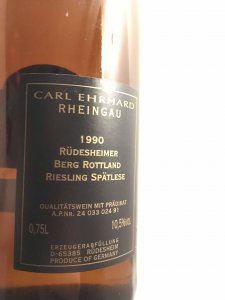 CARL EHRHARD
RHEINGAU
1990
RÜDESHEIMER
BERG ROTTLAND
RIESLING SPÄTLESE
QUALITÄTSWEIN MIT PRÄDIKAT
A.P.NR. 24 033 024 91
0,75L 10,5%VOL
ERZEUGERABFÜLLUNG
D-65385 RÜDESHEIM
PRODUCE OF GERMANY